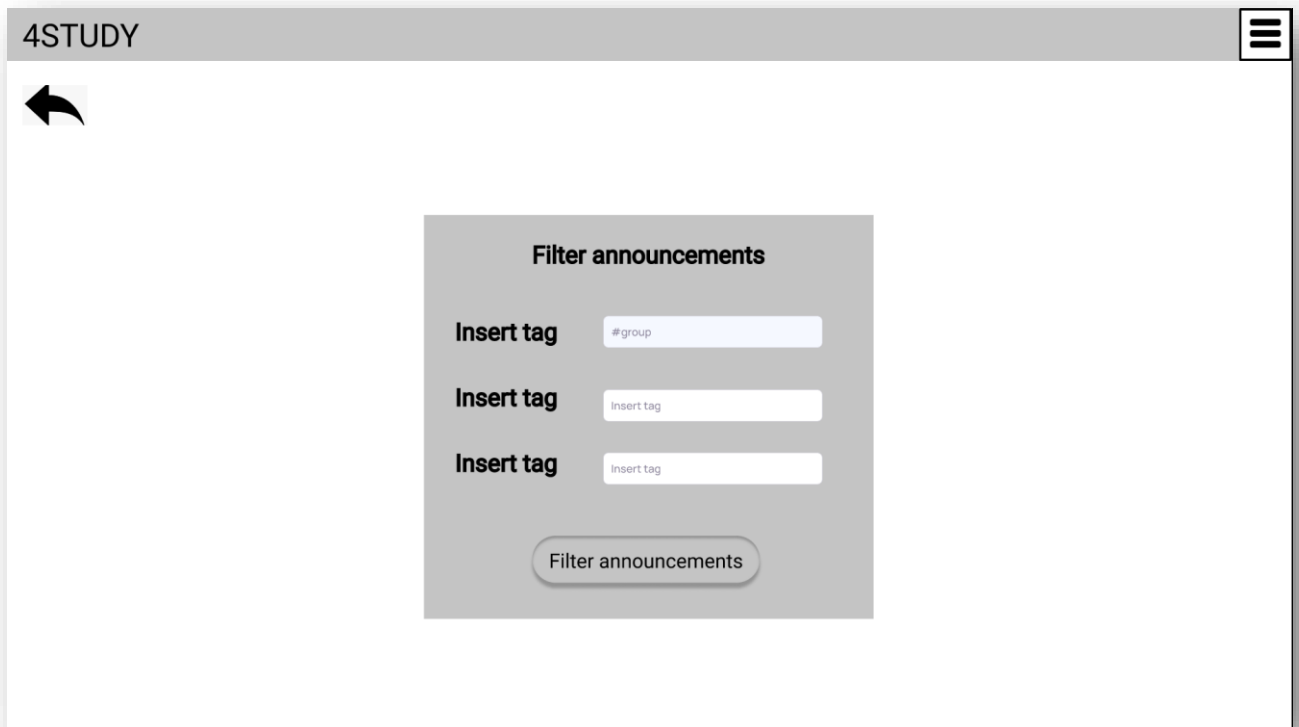 4STUDY
Filter announcements
Insert tag
#group
Insert tag
Insert tag
Insert tag
Insert tag
Filter announcements